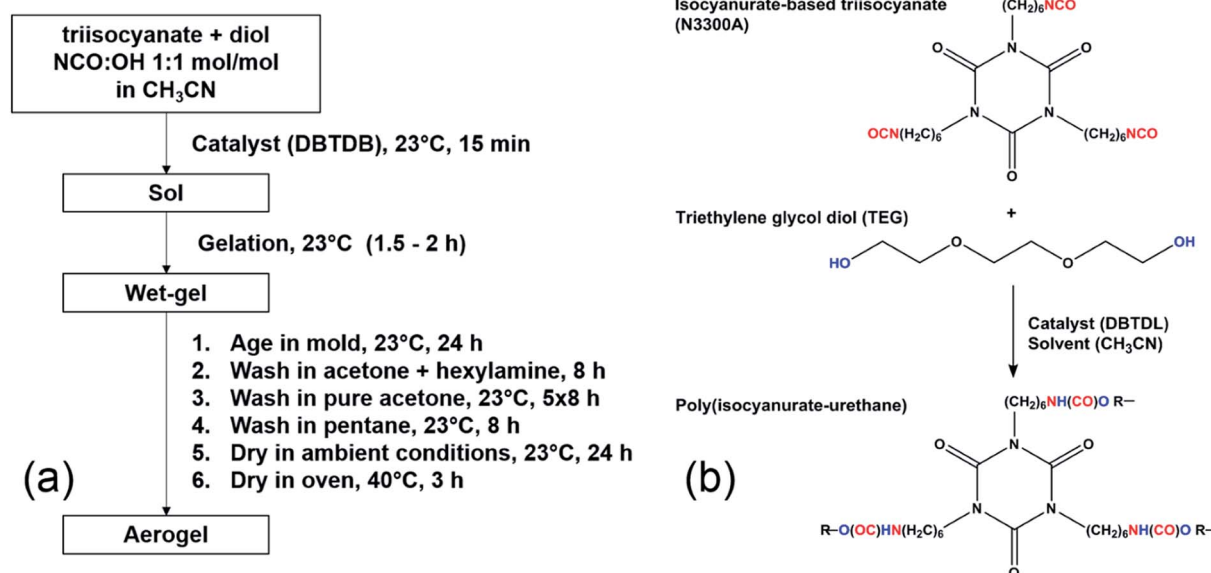 triisocyanate + diol
NCO:OH 1:1 mol/mol
in CH₃CN
Catalyst (DBTDB), 23°C, 15 min
Sol
Gelation, 23°C (1.5 - 2 h)
Wet-gel
1. Age in mold, 23°C, 24 h
2. Wash in acetone + hexylamine, 8 h
3. Wash in pure acetone, 23°C, 5x8 h
4. Wash in pentane, 23°C, 8 h
5. Dry in ambient conditions, 23°C, 24 h
6. Dry in oven, 40°C, 3 h
(a)
Aerogel
Isocyanurate-based triisocyanate
(N3300A)
(CH₂)₆NCO
O N O
N N
OCN(H₂C)₆ (CH₂)₆NCO
O
+
Triethylene glycol diol (TEG)
HO O O OH
Catalyst (DBTDL)
Solvent (CH₃CN)
Poly(isocyanurate-urethane)
(CH₂)₆NH(CO)O R–
O N O
(b)
N N
R–O(OC)HN(H₂C)₆ (CH₂)₆NH(CO)O R–
O